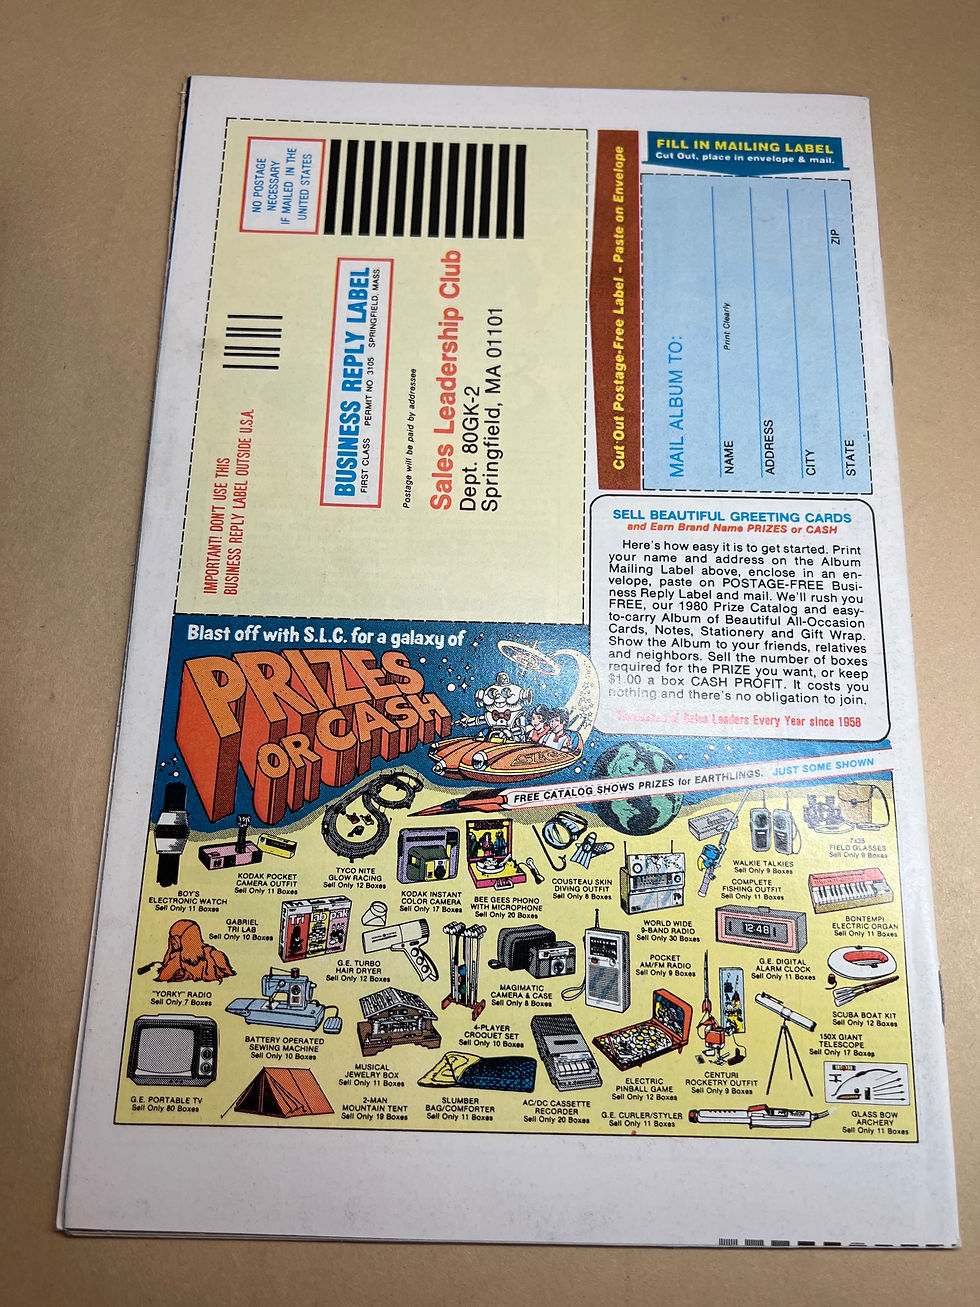 NO POSTAGE
NECESSARY
IF MAILED IN THE
UNITED STATES
IMPORTANT! DON'T USE THIS
BUSINESS REPLY LABEL OUTSIDE U.S.A.
BUSINESS REPLY LABEL
FIRST CLASS PERMIT NO 3105 SPRINGFIELD, MASS.
Postage will be paid by addressee
Sales Leadership Club
Dept. 80GK-2
Springfield, MA 01101
Cut Out Postage-Free Label - Paste on Envelope
FILL IN MAILING LABEL
Cut Out, place in envelope & mail.
MAIL ALBUM TO:
NAME
Print Clearly
ADDRESS
CITY
STATE ZIP
SELL BEAUTIFUL GREETING CARDS
and Earn Brand Name PRIZES or CASH
Here's how easy it is to get started. Print
your name and address on the Album
Mailing Label above, enclose in an en-
velope, paste on POSTAGE-FREE Busi-
ness Reply Label and mail. We'll rush you
FREE, our 1980 Prize Catalog and easy-
to-carry Album of Beautiful All-Occasion
Cards, Notes, Stationery and Gift Wrap.
Show the Album to your friends, relatives
and neighbors. Sell the number of boxes
required for the PRIZE you want, or keep
$1.00 a box CASH PROFIT. It costs you
nothing and there's no obligation to join.
of Sales Leaders Every Year since 1958
Blast off with S.L.C. for a galaxy of
PRIZES
OR CASH
FREE CATALOG SHOWS PRIZES for EARTHLINGS. JUST SOME SHOWN
BOY'S
ELECTRONIC WATCH
Sell Only 11 Boxes
KODAK POCKET
CAMERA OUTFIT
Sell Only 11 Boxes
TYCO NITE
GLOW RACING
Sell Only 12 Boxes
KODAK INSTANT
COLOR CAMERA
Sell Only 17 Boxes
BEE GEES PHONO
WITH MICROPHONE
Sell Only 20 Boxes
COUSTEAU SKIN
DIVING OUTFIT
Sell Only 8 Boxes
WORLD WIDE
9-BAND RADIO
Sell Only 30 Boxes
COMPLETE
FISHING OUTFIT
Sell Only 11 Boxes
WALKIE TALKIES
Sell Only 9 Boxes
7x35
FIELD GLASSES
Sell Only 9 Boxes
BONTEMPI
ELECTRIC ORGAN
Sell Only 11 Boxes
"YORKY" RADIO
Sell Only 7 Boxes
GABRIEL
TRI LAB
Sell Only 10 Boxes
Tri lab pak
G.E. TURBO
HAIR DRYER
Sell Only 12 Boxes
4-PLAYER
CROQUET SET
Sell Only 10 Boxes
MAGIMATIC
CAMERA & CASE
Sell Only 8 Boxes
POCKET
AM/FM RADIO
Sell Only 9 Boxes
12 48
G.E. DIGITAL
ALARM CLOCK
Sell Only 11 Boxes
SCUBA BOAT KIT
Sell Only 12 Boxes
G.E. PORTABLE TV
Sell Only 80 Boxes
BATTERY OPERATED
SEWING MACHINE
Sell Only 10 Boxes
MUSICAL
JEWELRY BOX
Sell Only 11 Boxes
2-MAN
MOUNTAIN TENT
Sell Only 19 Boxes
SLUMBER
BAG/COMFORTER
Sell Only 11 Boxes
AC/DC CASSETTE
RECORDER
Sell Only 20 Boxes
ELECTRIC
PINBALL GAME
Sell Only 12 Boxes
G.E. CURLER/STYLER
Sell Only 11 Boxes
CENTURI
ROCKETRY OUTFIT
Sell Only 9 Boxes
150X GIANT
TELESCOPE
Sell Only 17 Boxes
GLASS BOW
ARCHERY
Sell Only 11 Boxes